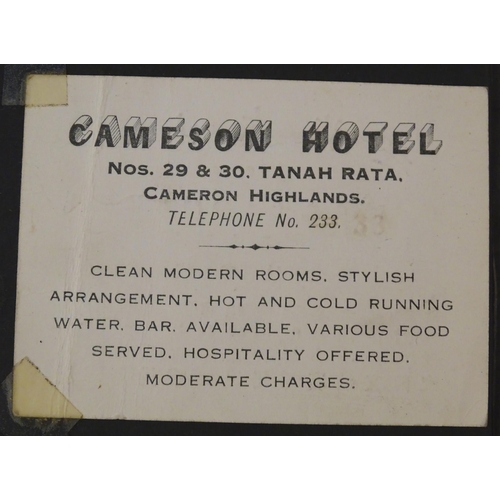 CAMESON HOTEL
Nos. 29 & 30, TANAH RATA,
CAMERON HIGHLANDS.
TELEPHONE No. 233.
CLEAN MODERN ROOMS, STYLISH
ARRANGEMENT, HOT AND COLD RUNNING
WATER, BAR. AVAILABLE, VARIOUS FOOD
SERVED, HOSPITALITY OFFERED.
MODERATE CHARGES.